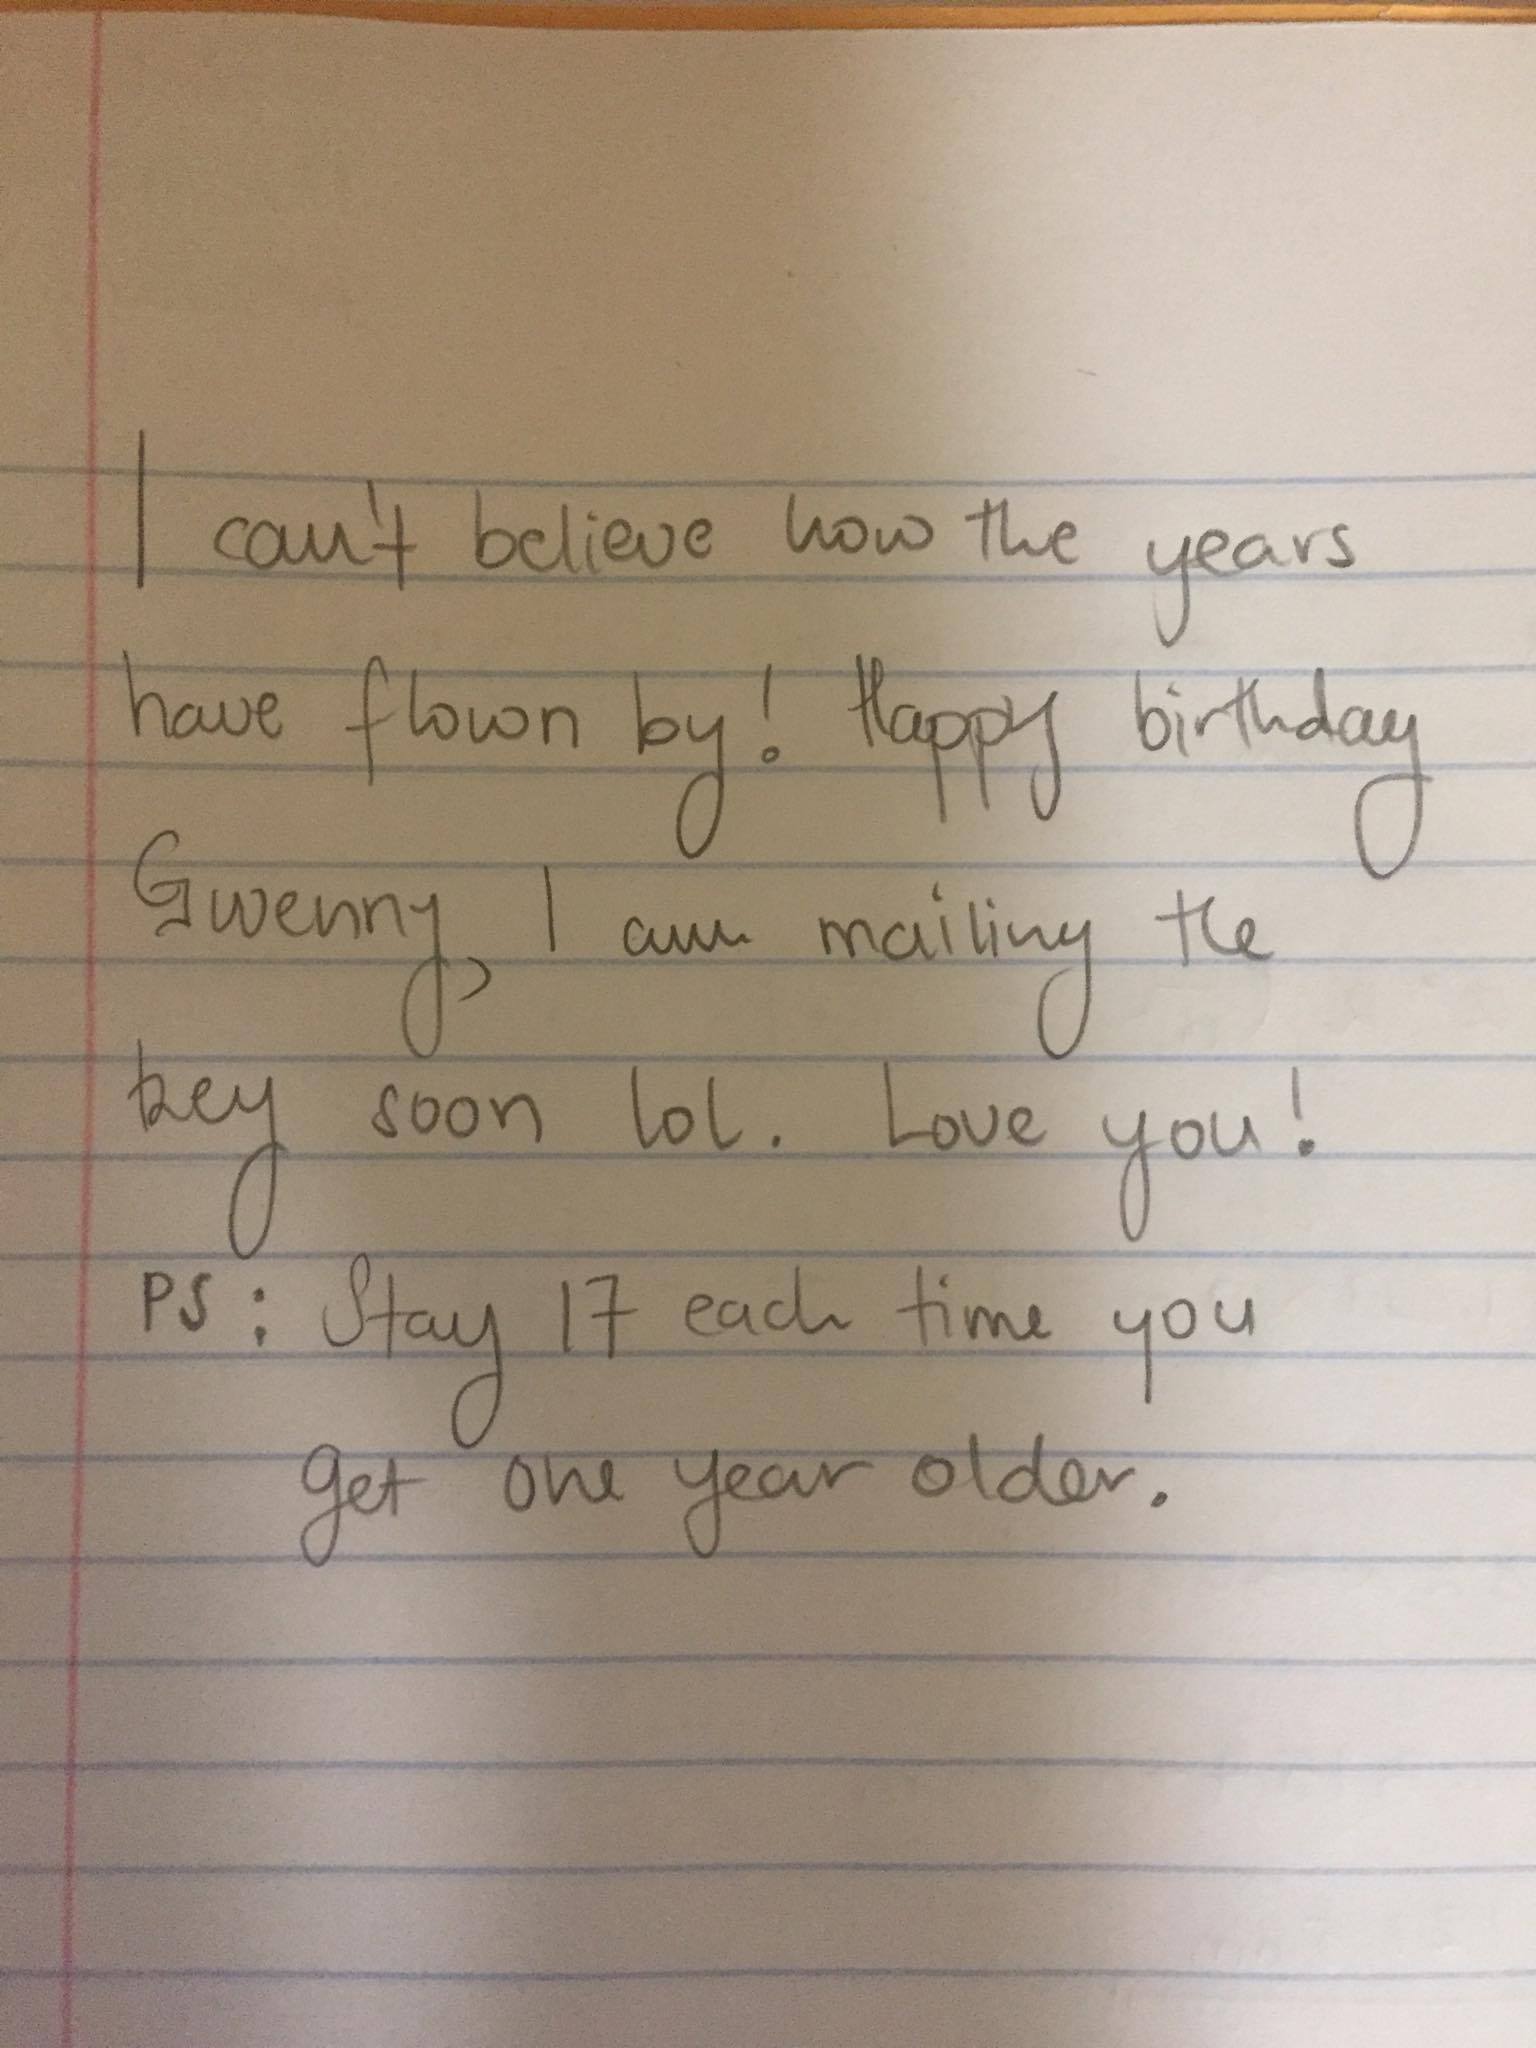 I can't believe how the years
have flown by! Happy birthday
Gwenny, I am mailing the
key soon lol. Love you!
PS: Stay 17 each time you
get one year older.